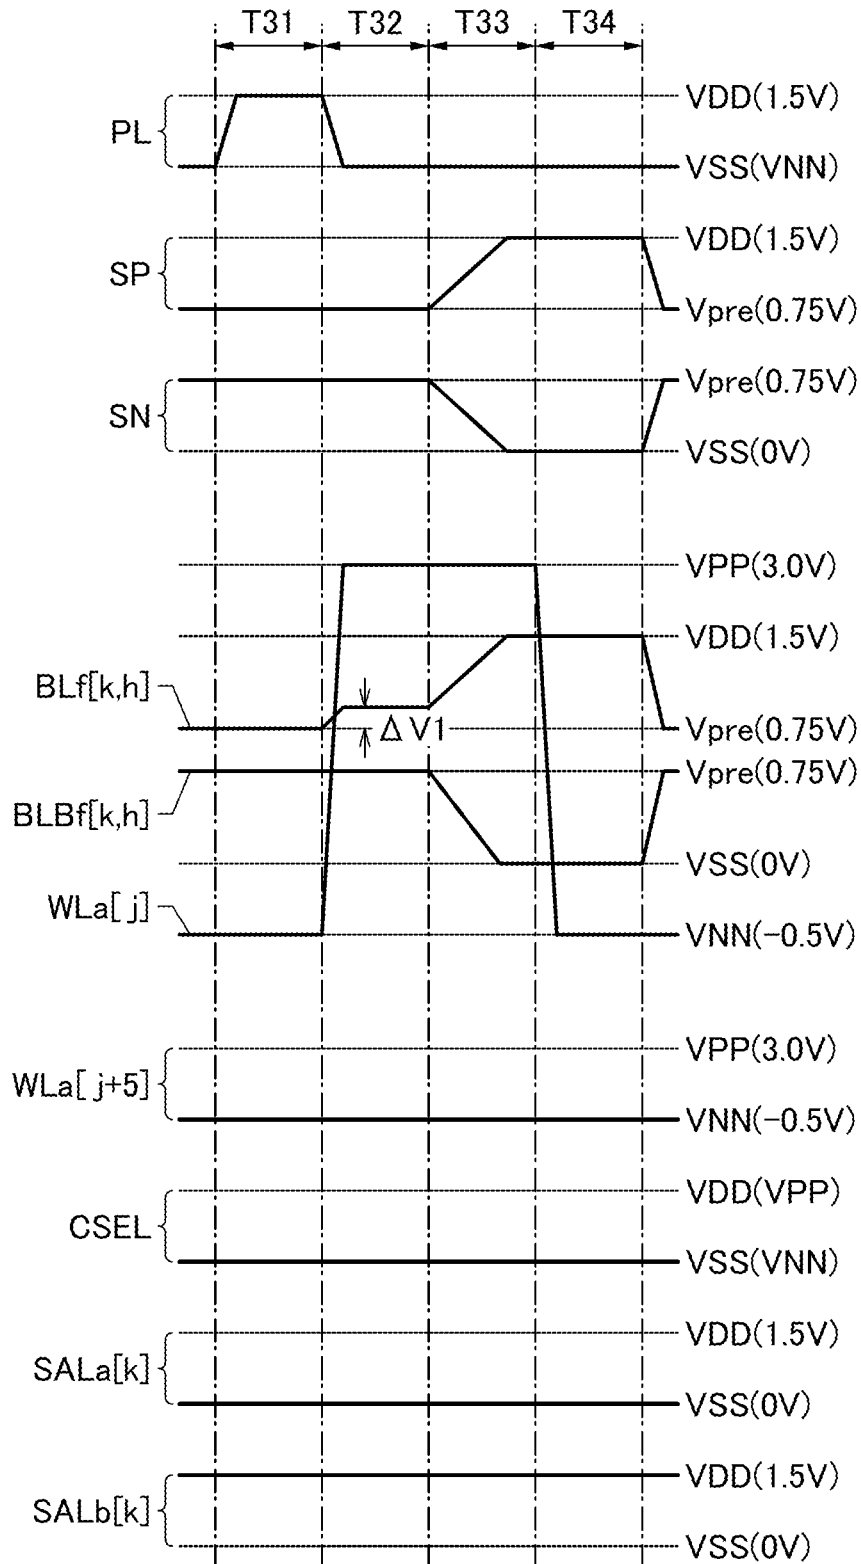 T31 T32 T33 T34
VDD(1.5V)
PL
VSS(VNN)
VDD(1.5V)
SP
Vpre(0.75V)
Vpre(0.75V)
SN
VSS(0V)
VPP(3.0V)
VDD(1.5V)
BLf[k,h]
Δ V1
Vpre(0.75V)
Vpre(0.75V)
BLBf[k,h]
VSS(0V)
WLa[ j]
VNN(-0.5V)
VPP(3.0V)
WLa[ j+5]
VNN(-0.5V)
VDD(VPP)
CSEL
VSS(VNN)
VDD(1.5V)
SALa[k]
VSS(0V)
VDD(1.5V)
SALb[k]
VSS(0V)